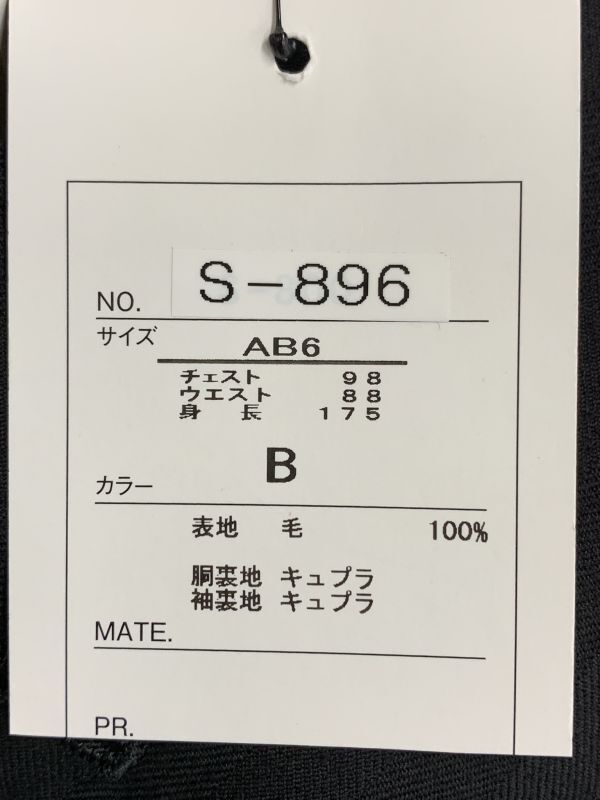 NO. S-896
サイズ
AB6
チェスト 98
ウエスト 88
身長 175
カラー B
表地 毛 100%
胴裏地 キュプラ
袖裏地 キュプラ
MATE.
PR.